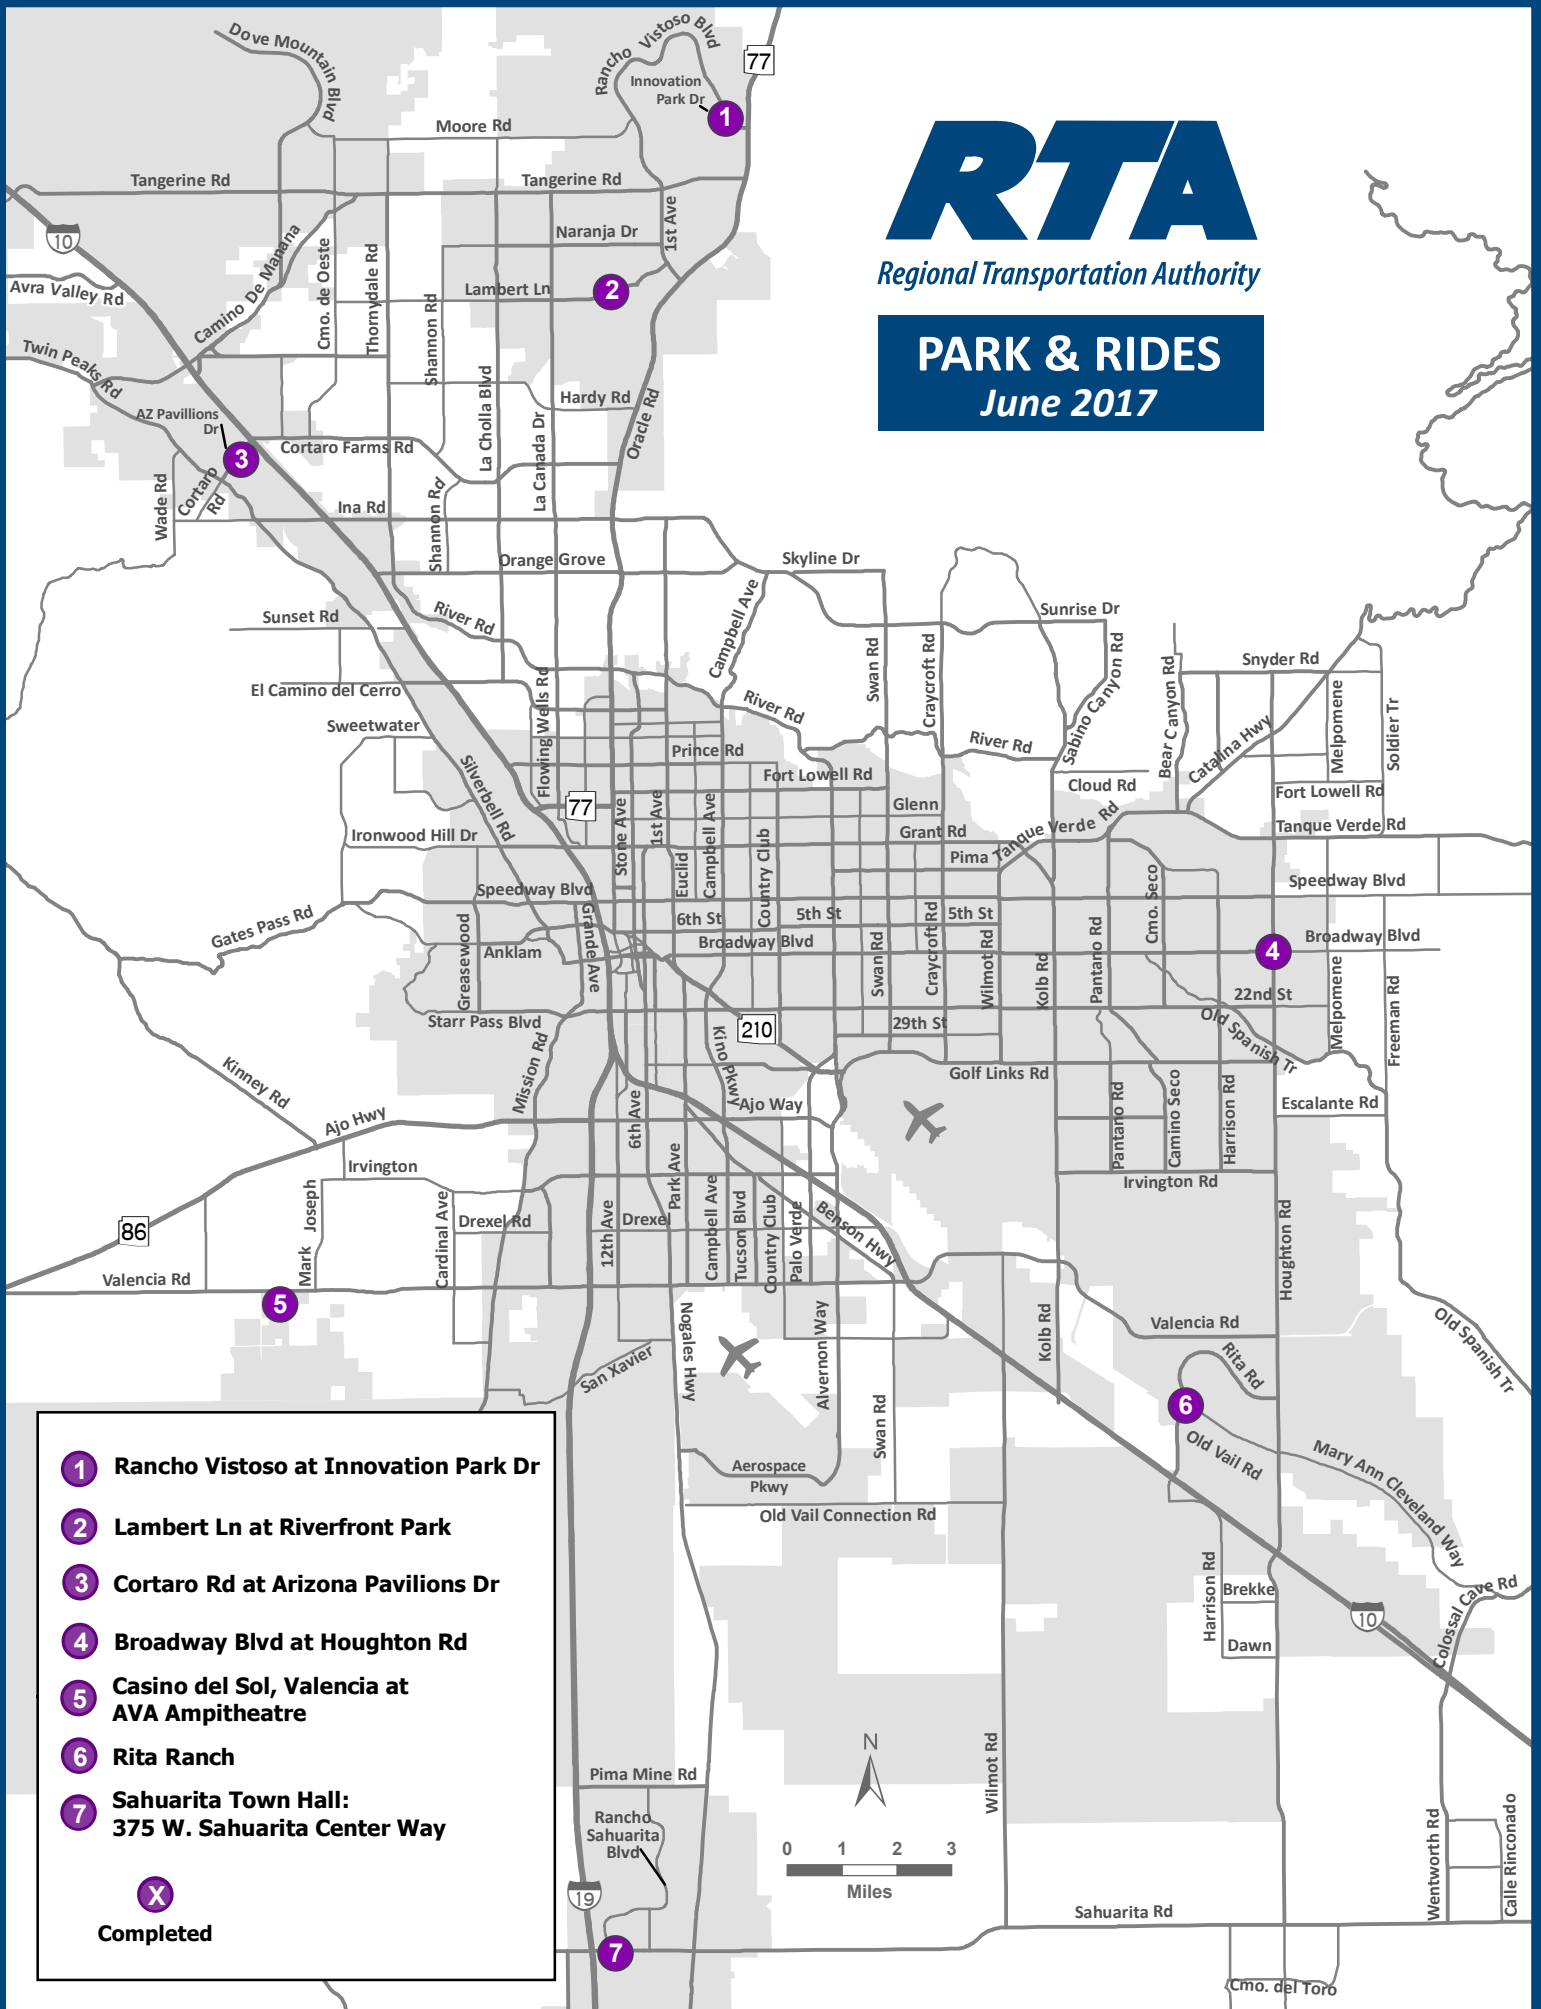 Dove Mountain Blvd
Rancho Vistoso Blvd
77
Innovation
Park Dr
1
Moore Rd
Tangerine Rd
Tangerine Rd
1st Ave
Naranja Dr
10
Avra Valley Rd
Camino De Manana
Cmo. de Oeste
Thornydale Rd
Shannon Rd
Lambert Ln
2
RTA
Regional Transportation Authority
PARK & RIDES
June 2017
Twin Peaks Rd
La Cholla Blvd
La Canada Dr
Hardy Rd
Oracle Rd
AZ Pavillions
Dr
3
Cortaro Farms Rd
Wade Rd
Cortaro
Rd
Ina Rd
Shannon Rd
Orange Grove
Skyline Dr
Campbell Ave
Sunset Rd
River Rd
Sunrise Dr
Swan Rd
Craycroft Rd
Sabino Canyon Rd
Bear Canyon Rd
Snyder Rd
El Camino del Cerro
Flowing Wells Rd
River Rd
River Rd
Catalina Hwy
Melpomene
Soldier Tr
Sweetwater
Silverbell Rd
Prince Rd
Fort Lowell Rd
Cloud Rd
Fort Lowell Rd
77
Stone Ave
1st Ave
Campbell Ave
Glenn
Grant Rd
Tanque Verde Rd
Tanque Verde Rd
Ironwood Hill Dr
Euclid
Country Club
Pima
Speedway Blvd
Cmo. Seco
Speedway Blvd
Gates Pass Rd
Greasewood
Grande Ave
6th St
5th St
5th St
Craycroft Rd
Anklam
Broadway Blvd
Swan Rd
Wilmot Rd
Kolb Rd
Pantano Rd
4
Broadway Blvd
Melpomene
Freeman Rd
22nd St
Starr Pass Blvd
210
29th St
Old Spanish Tr
Kinney Rd
Mission Rd
Kino Pkwy
Golf Links Rd
Ajo Hwy
6th Ave
Ajo Way
Pantano Rd
Camino Seco
Harrison Rd
Escalante Rd
Irvington
Park Ave
Irvington Rd
Mark Joseph
Cardinal Ave
Drexel Rd
12th Ave
Drexel
Campbell Ave
Tucson Blvd
Country Club
Palo Verde
Benson Hwy
Houghton Rd
86
Valencia Rd
5
Nogales Hwy
Alvernon Way
Kolb Rd
Valencia Rd
Old Spanish Tr
San Xavier
Swan Rd
Rita Rd
6
Old Vail Rd
Mary Ann Cleveland Way
Aerospace
Pkwy
Old Vail Connection Rd
Harrison Rd
Brekke
Dawn
10
Colossal Cave Rd
1 Rancho Vistoso at Innovation Park Dr
2 Lambert Ln at Riverfront Park
3 Cortaro Rd at Arizona Pavilions Dr
4 Broadway Blvd at Houghton Rd
5 Casino del Sol, Valencia at
AVA Ampitheatre
6 Rita Ranch
7 Sahuarita Town Hall:
375 W. Sahuarita Center Way
X
Completed
Pima Mine Rd
Rancho
Sahuarita
Blvd
N
0 1 2 3
Miles
Wilmot Rd
Wentworth Rd
Calle Rinconado
19
Sahuarita Rd
7
Cmo. del Toro